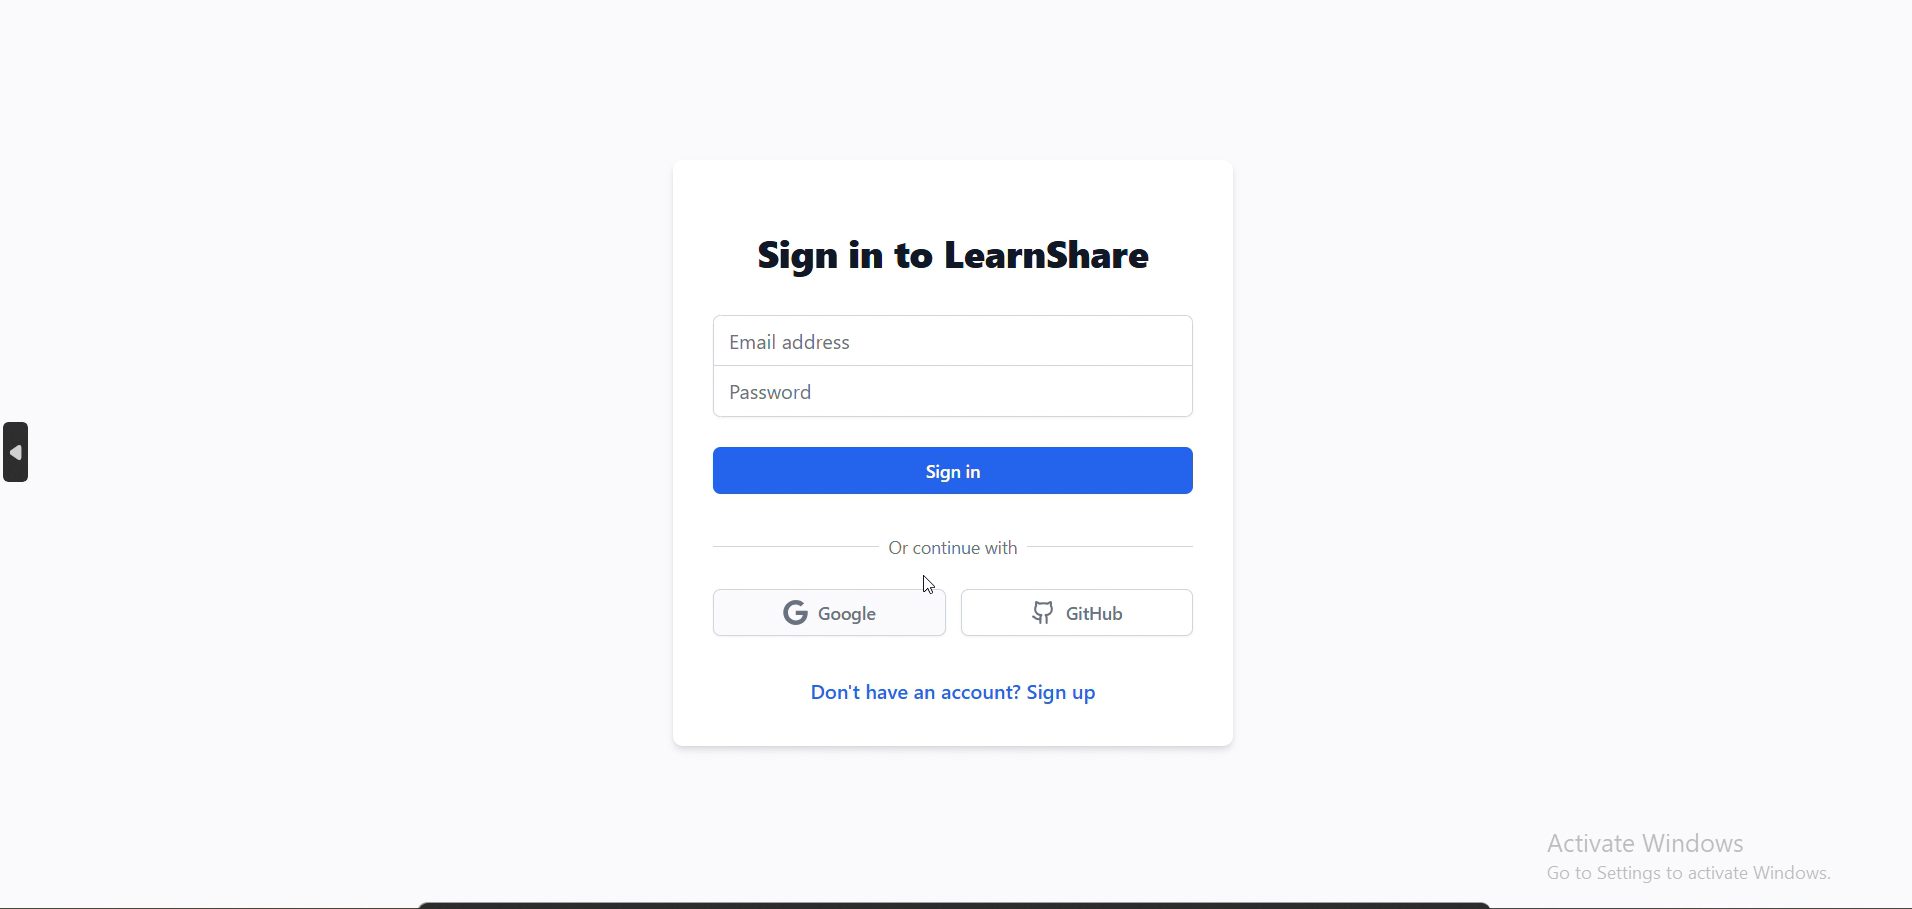 Sign in to LearnShare
Email address
Password
Sign in
Or continue with
Google
GitHub
Don't have an account? Sign up
Activate Windows
Go to Settings to activate Windows.